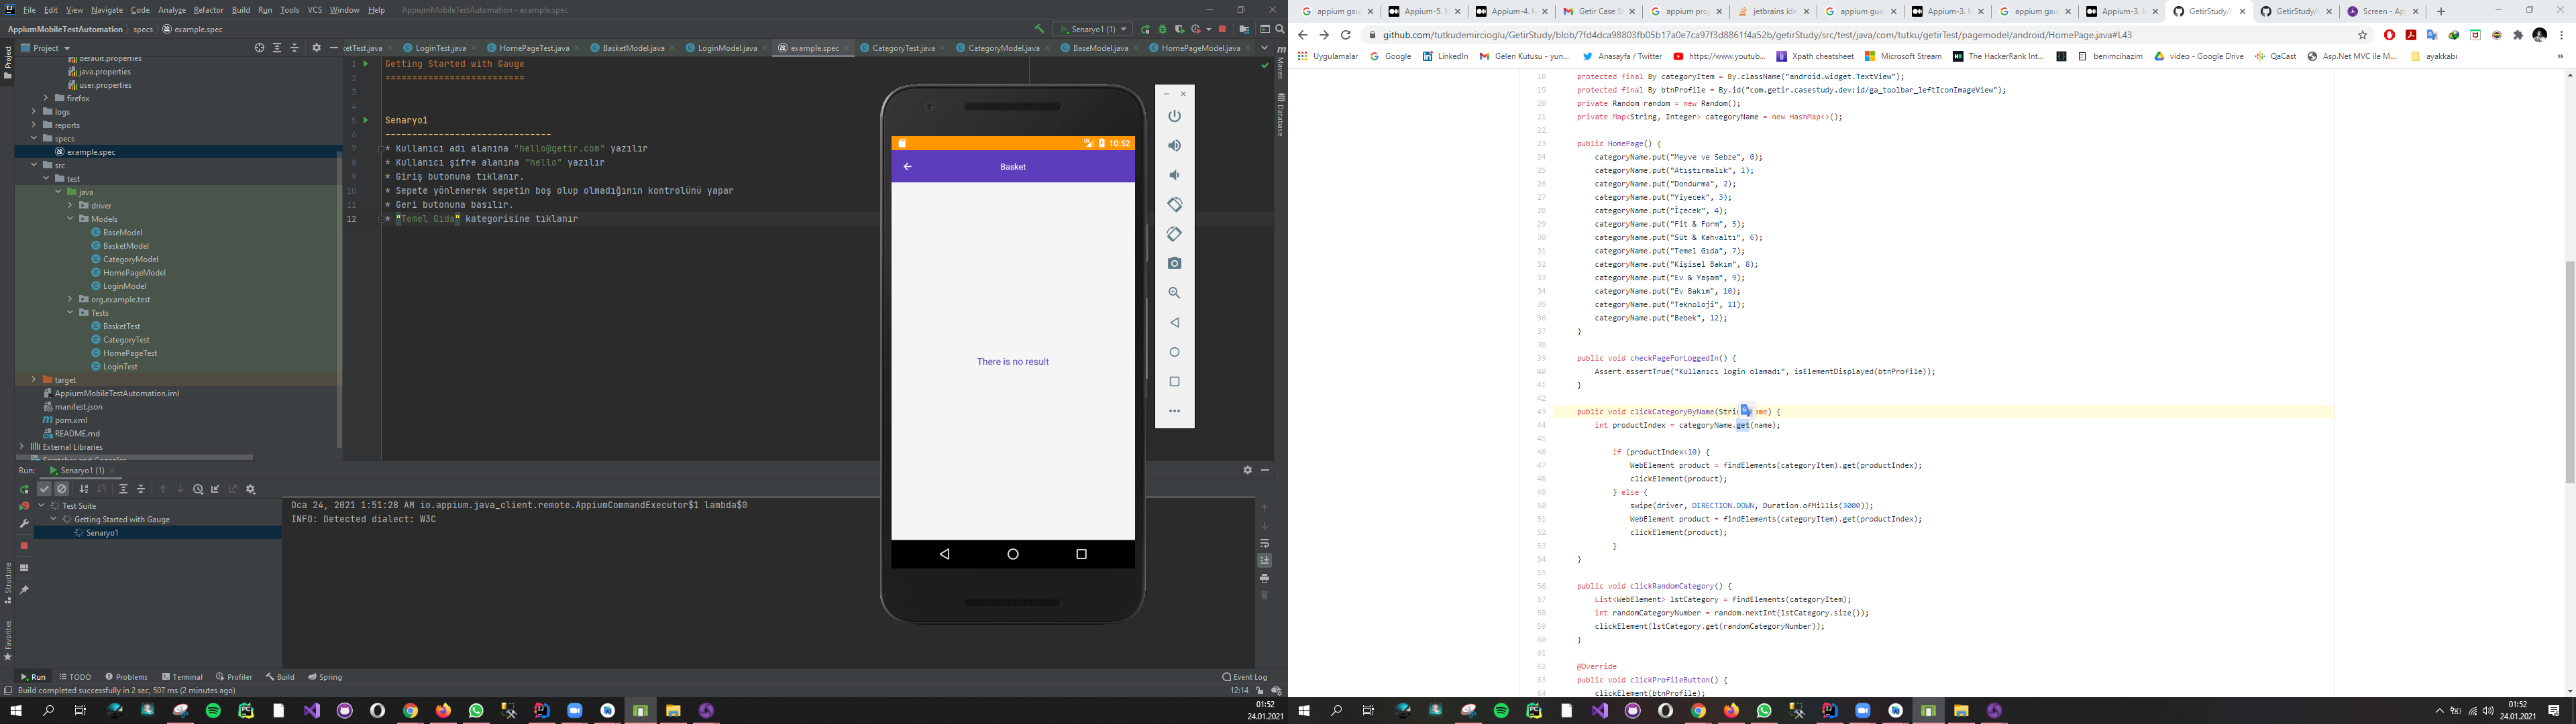 File Edit View Navigate Code Analyze Refactor Build Run Tools VCS Window Help AppiumMobileTestAutomation - example.spec
AppiumMobileTestAutomation specs example.spec
Senaryo1 (1)
Project
LoginTest.java HomePageTest.java BasketModel.java LoginModel.java example.spec CategoryTest.java CategoryModel.java BaseModel.java HomePageModel.java
default.properties
java.properties
user.properties
firefox
logs
reports
specs
example.spec
src
test
java
driver
Models
BaseModel
BasketModel
CategoryModel
HomePageModel
LoginModel
org.example.test
Tests
BasketTest
CategoryTest
HomePageTest
LoginTest
target
AppiumMobileTestAutomation.iml
manifest.json
pom.xml
README.md
External Libraries
Scratches and Consoles
Project
Structure
Favorites
Maven
Database
1 Getting Started with Gauge
2 ==========================
3
4
5 Senaryo1
6 -------------------------------
7 * Kullanıcı adı alanına "hello@getir.com" yazılır
8 * Kullanıcı şifre alanına "hello" yazılır
9 * Giriş butonuna tıklanır.
10 * Sepete yönlenerek sepetin boş olup olmadığının kontrolünü yapar
11 * Geri butonuna basılır.
12 * "Temel Gıda" kategorisine tıklanır
10:52
Basket
There is no result
Run: Senaryo1 (1)
Test Suite
Getting Started with Gauge
Senaryo1
Oca 24, 2021 1:51:28 AM io.appium.java_client.remote.AppiumCommandExecutor$1 lambda$0
INFO: Detected dialect: W3C
Run TODO Problems Terminal Profiler Build Spring Event Log
Build completed successfully in 2 sec, 507 ms (2 minutes ago) 12:14
01:52
24.01.2021
appium gau Appium-5. M Appium-4. M Getir Case S appium pro jetbrains ide appium gua Appium-3. M appium gau Appium-3. M GetirStudy/ GetirStudy/ Screen - Ap
github.com/tutkudemircioglu/GetirStudy/blob/7fd4dca98803fb05b17a0e7ca97f3d8861f4a52b/getirStudy/src/test/java/com/tutku/getirTest/pagemodel/android/HomePage.java#L43
Uygulamalar Google LinkedIn Gelen Kutusu - yun... Anasayfa / Twitter https://www.youtub... Xpath cheatsheet Microsoft Stream The HackerRank Int... benimcihazim video - Google Drive QaCast Asp.Net MVC ile M... ayakkabı
18 protected final By categoryItem = By.className("android.widget.TextView");
19 protected final By btnProfile = By.id("com.getir.casestudy.dev:id/ga_toolbar_leftIconImageView");
20 private Random random = new Random();
21 private Map<String, Integer> categoryName = new HashMap<>();
22
23 public HomePage() {
24 categoryName.put("Meyve ve Sebze", 0);
25 categoryName.put("Atıştırmalık", 1);
26 categoryName.put("Dondurma", 2);
27 categoryName.put("Yiyecek", 3);
28 categoryName.put("İçecek", 4);
29 categoryName.put("Fit & Form", 5);
30 categoryName.put("Süt & Kahvaltı", 6);
31 categoryName.put("Temel Gıda", 7);
32 categoryName.put("Kişisel Bakım", 8);
33 categoryName.put("Ev & Yaşam", 9);
34 categoryName.put("Ev Bakım", 10);
35 categoryName.put("Teknoloji", 11);
36 categoryName.put("Bebek", 12);
37 }
38
39 public void checkPageForLoggedIn() {
40 Assert.assertTrue("Kullanıcı login olamadı", isElementDisplayed(btnProfile));
41 }
42
43 public void clickCategoryByName(Strin ame) {
44 int productIndex = categoryName.get(name);
45
46 if (productIndex<10) {
47 WebElement product = findElements(categoryItem).get(productIndex);
48 clickElement(product);
49 } else {
50 swipe(driver, DIRECTION.DOWN, Duration.ofMillis(3000));
51 WebElement product = findElements(categoryItem).get(productIndex);
52 clickElement(product);
53 }
54 }
55
56 public void clickRandomCategory() {
57 List<WebElement> lstCategory = findElements(categoryItem);
58 int randomCategoryNumber = random.nextInt(lstCategory.size());
59 clickElement(lstCategory.get(randomCategoryNumber));
60 }
61
62 @Override
63 public void clickProfileButton() {
64 clickElement(btnProfile);
01:52
24.01.2021